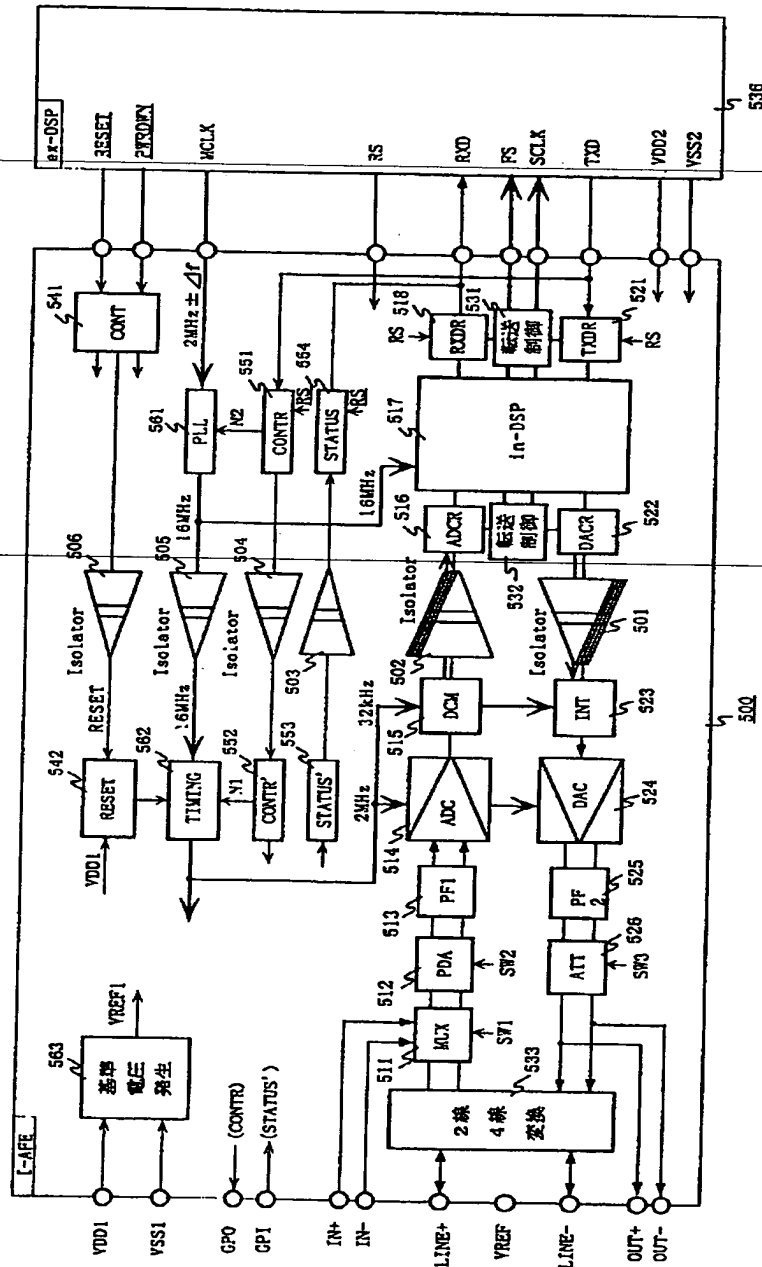 I-AFE
ex-DSP
VDD1
VSS1
GPO
GPI
IN+
IN-
LINE+
VREF
LINE-
OUT+
OUT-
563
基準
電圧
発生
VREF1
(CONTR)
(STATUS')
VDD1
542
RESET
RESET
Isolator
506
541
CONT
RESET
PWRDWN
MCLK
562
TIMING
16MHz
Isolator
505
16MHz
561
PLL
2MHz±Δf
N2
N1
552
CONTR'
Isolator
504
551
CONTR
RS
553
STATUS'
503
554
STATUS
RS
16MHz
2MHz
32kHz
511
MUX
SW1
512
PDA
SW2
513
PF1
514
ADC
515
DCM
502
Isolator
516
ADCR
517
in-DSP
518
RXDR
RS
531
転送
制御
532
転送
制御
521
TXDR
RS
522
DACR
Isolator
501
523
INT
524
DAC
525
PF
2
526
ATT
SW3
533
2線
4線
変換
RS
RXD
FS
SCLK
TXD
VDD2
VSS2
536
500